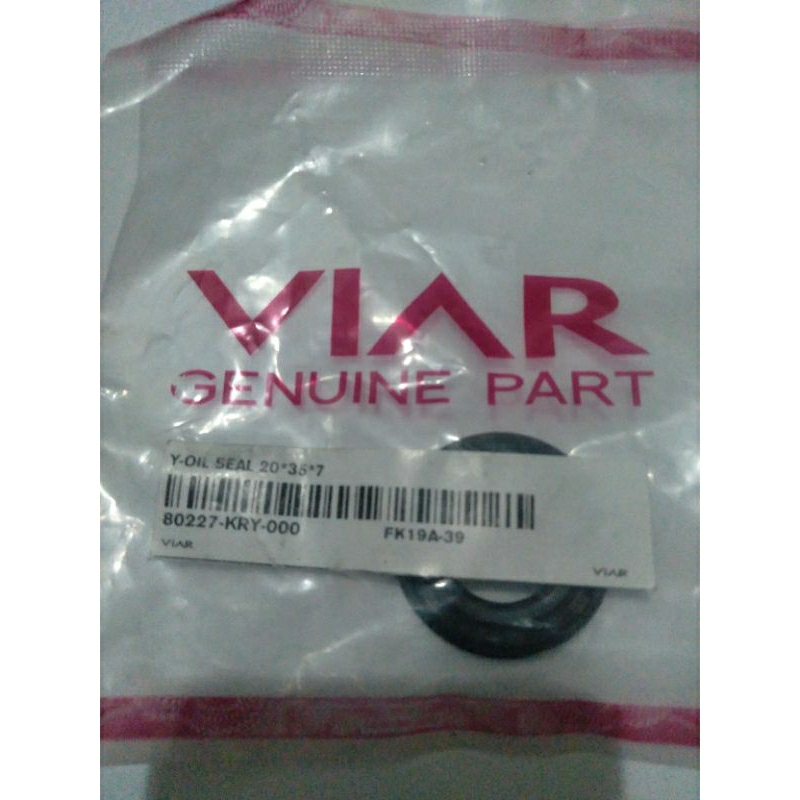 VIAR
GENUINE PART
Y-OIL SEAL 20*35*7
80227-KRY-000 FK19A-39
VIAR
VIAR